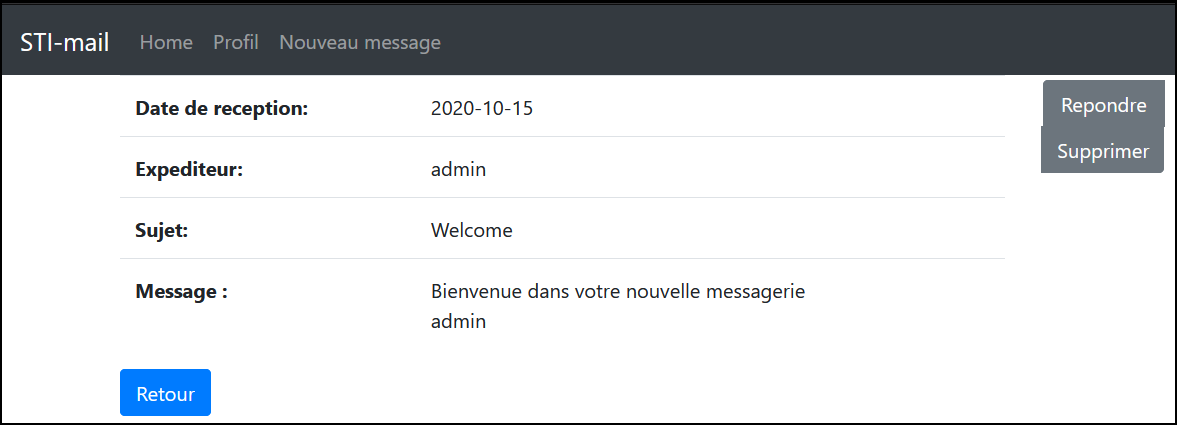 STI-mail Home Profil Nouveau message
Date de reception: 2020-10-15
Repondre
Supprimer
Expediteur: admin
Sujet: Welcome
Message : Bienvenue dans votre nouvelle messagerie
admin
Retour